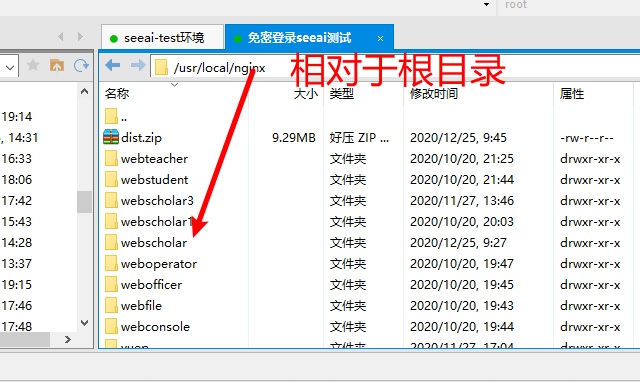 root
seeai-test环境
免密登录seeai测试
/usr/local/nginx
相对于根目录
名称 大小 类型 修改时间 属性
19:14 ..
, 14:31 dist.zip 9.29MB 好压 ZIP ... 2020/12/25, 9:45 -rw-r--r--
16:33 webteacher 文件夹 2020/10/20, 21:25 drwxr-xr-x
18:06 webstudent 文件夹 2020/10/20, 21:44 drwxr-xr-x
17:42 webscholar3 文件夹 2020/11/27, 13:46 drwxr-xr-x
15:43 webscholar1 文件夹 2020/10/20, 20:03 drwxr-xr-x
14:28 webscholar 文件夹 2020/12/25, 9:27 drwxr-xr-x
13:37 weboperator 文件夹 2020/10/20, 19:47 drwxr-xr-x
19:15 webofficer 文件夹 2020/10/20, 19:45 drwxr-xr-x
17:46 webfile 文件夹 2020/10/20, 19:43 drwxr-xr-x
17:48 webconsole 文件夹 2020/10/20, 19:44 drwxr-xr-x
文件夹 2020/11/27, 17:04 drwxr-xr-x